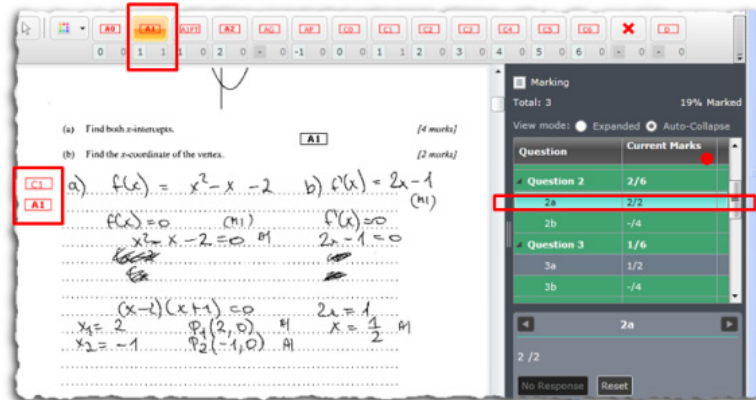 A0 A1 A1FT A2 AG AP C0 C1 C2 C3 C4 C5 C6 D
0 0 1 1 1 0 2 0 - 0 -1 0 0 0 1 1 2 0 3 0 4 0 5 0 6 0 - 0 - 0
(a) Find both x-intercepts. [4 marks]
A1
(b) Find the x-coordinate of the vertex. [2 marks]
C1
A1
a) f(x) = x² - x - 2 b) f'(x) = 2x - 1
(M1)
f(x) = 0 (M1) f'(x) = 0
x² - x - 2 = 0 A1 2x - 1 = 0
(x-2)(x+1) = 0 2x = 1
x₁ = 2 P₁(2, 0) A1 x = 1/2 A1
x₂ = -1 P₂(-1, 0) A1
Marking
Total: 3 19% Marked
View mode: Expanded Auto-Collapse
Question Current Marks
Question 2 2/6
2a 2/2
2b -/4
Question 3 1/6
3a 1/2
3b -/4
2a
2 /2
No Response Reset